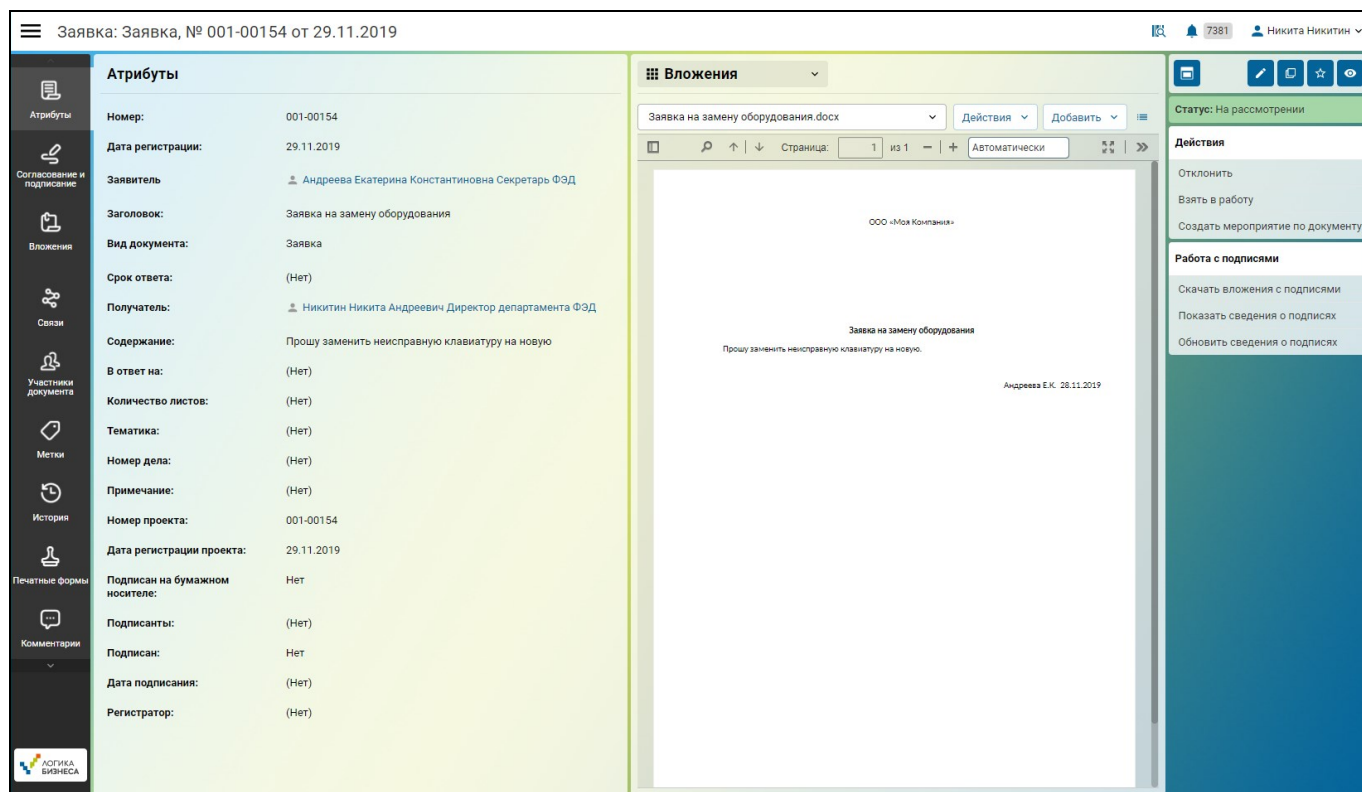 Заявка: Заявка, № 001-00154 от 29.11.2019
7381
Никита Никитин
Атрибуты
Согласование и
подписание
Вложения
Связи
Участники
документа
Метки
История
Печатные формы
Комментарии
ЛОГИКА
БИЗНЕСА
Атрибуты
Номер: 001-00154
Дата регистрации: 29.11.2019
Заявитель Андреева Екатерина Константиновна Секретарь ФЭД
Заголовок: Заявка на замену оборудования
Вид документа: Заявка
Срок ответа: (Нет)
Получатель: Никитин Никита Андреевич Директор департамента ФЭД
Содержание: Прошу заменить неисправную клавиатуру на новую
В ответ на: (Нет)
Количество листов: (Нет)
Тематика: (Нет)
Номер дела: (Нет)
Примечание: (Нет)
Номер проекта: 001-00154
Дата регистрации проекта: 29.11.2019
Подписан на бумажном Нет
носителе:
Подписанты: (Нет)
Подписан: Нет
Дата подписания: (Нет)
Регистратор: (Нет)
Вложения
Заявка на замену оборудования.docx Действия Добавить
Страница: 1 из 1 Автоматически
ООО «Моя Компания»
Заявка на замену оборудования
Прошу заменить неисправную клавиатуру на новую.
Андреева Е.К. 28.11.2019
Статус: На рассмотрении
Действия
Отклонить
Взять в работу
Создать мероприятие по документу
Работа с подписями
Скачать вложения с подписями
Показать сведения о подписях
Обновить сведения о подписях